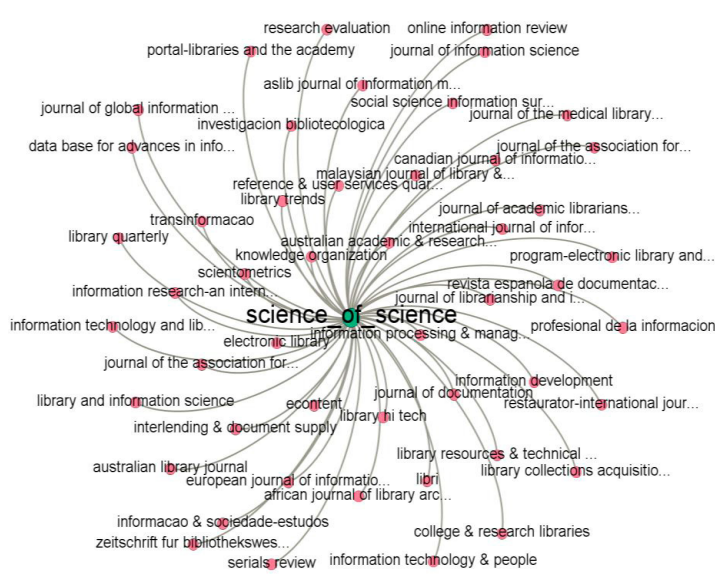 research evaluation
online information review
portal-libraries and the academy
journal of information science
aslib journal of information m...
social science information sur...
journal of global information ...
journal of the medical library...
investigacion bibliotecologica
data base for advances in info...
journal of the association for...
canadian journal of informatio...
malaysian journal of library &...
reference & user services quar...
library trends
journal of academic librarians...
transinformacao
international journal of infor...
library quarterly
australian academic & research...
knowledge organization
program-electronic library and...
scientometrics
revista espanola de documentac...
information research-an intern...
journal of librarianship and i...
science_of_science
information technology and lib...
profesional de la informacion
information processing & manag...
electronic library
journal of the association for...
information development
journal of documentation
library and information science
econtent
restaurator-international jour...
library hi tech
interlending & document supply
library resources & technical ...
australian library journal
library collections acquisitio...
european journal of informatio...
libri
african journal of library arc...
informacao & sociedade-estudos
college & research libraries
zeitschrift fur bibliothekswes...
serials review
information technology & people